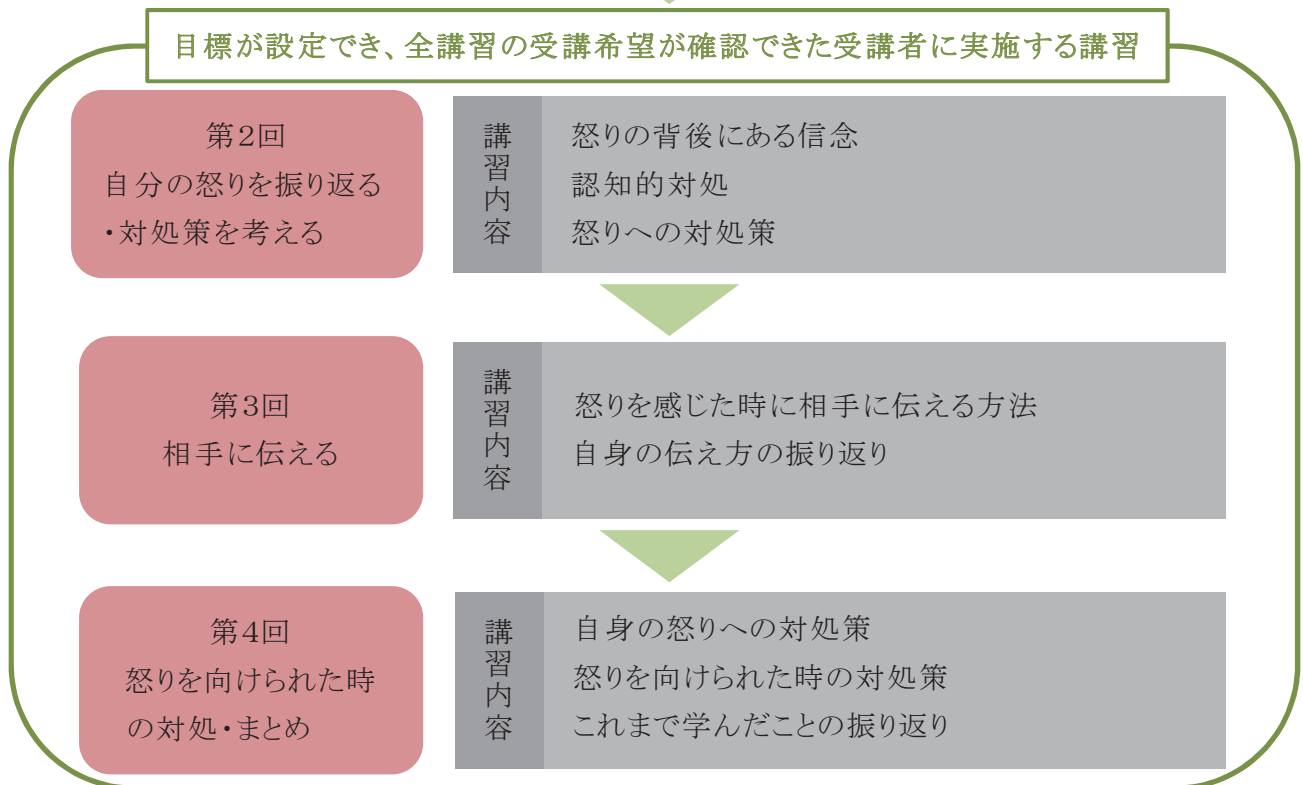 目標が設定でき、全講習の受講希望が確認できた受講者に実施する講習
第2回
自分の怒りを振り返る
・対処策を考える
講習内容
怒りの背後にある信念
認知的対処
怒りへの対処策
第3回
相手に伝える
講習内容
怒りを感じた時に相手に伝える方法
自身の伝え方の振り返り
第4回
怒りを向けられた時
の対処・まとめ
講習内容
自身の怒りへの対処策
怒りを向けられた時の対処策
これまで学んだことの振り返り